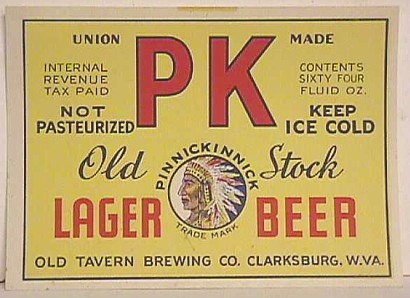 UNION MADE
PK
INTERNAL
REVENUE
TAX PAID
CONTENTS
SIXTY FOUR
FLUID OZ.
NOT
PASTEURIZED
KEEP
ICE COLD
Old Stock
PINNICKINNICK
TRADE MARK
LAGER BEER
OLD TAVERN BREWING CO. CLARKSBURG, W.VA.